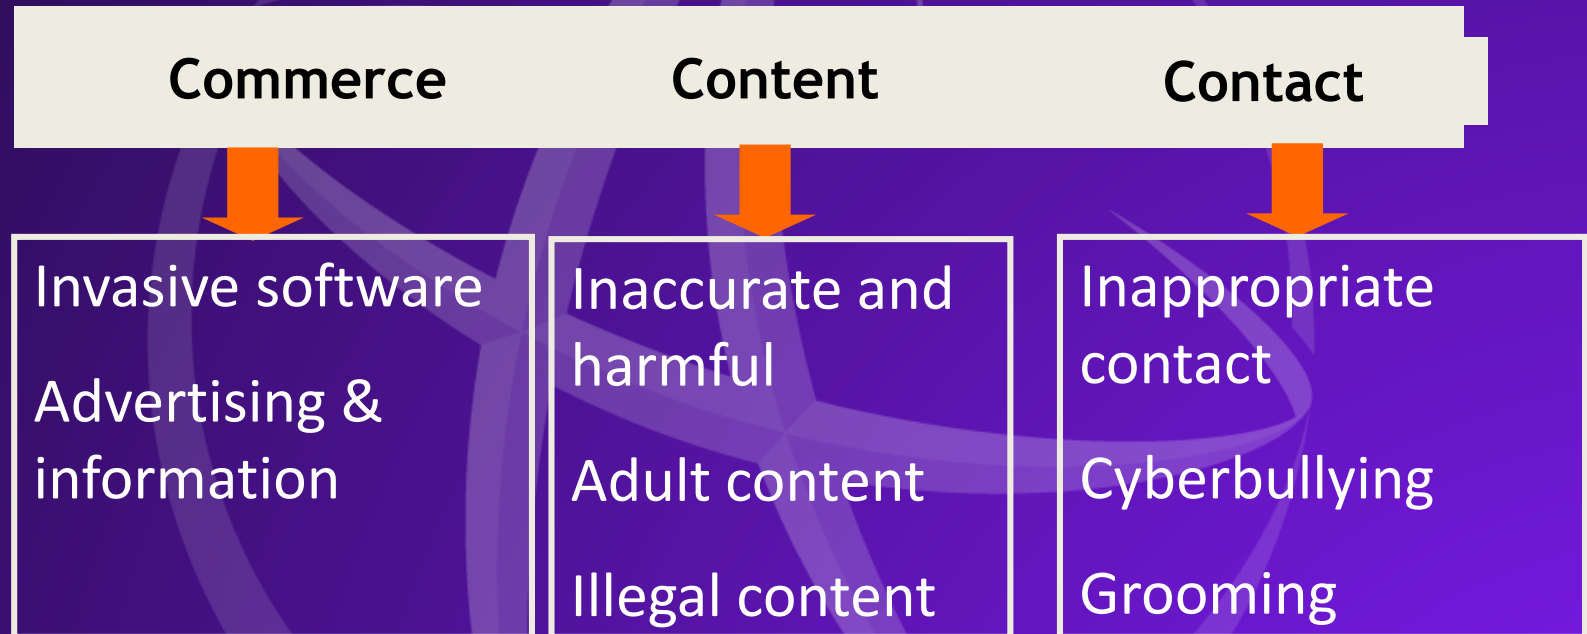 Commerce
Content
Contact
Invasive software
Advertising &
information
Inaccurate and
harmful
Adult content
Illegal content
Inappropriate
contact
Cyberbullying
Grooming